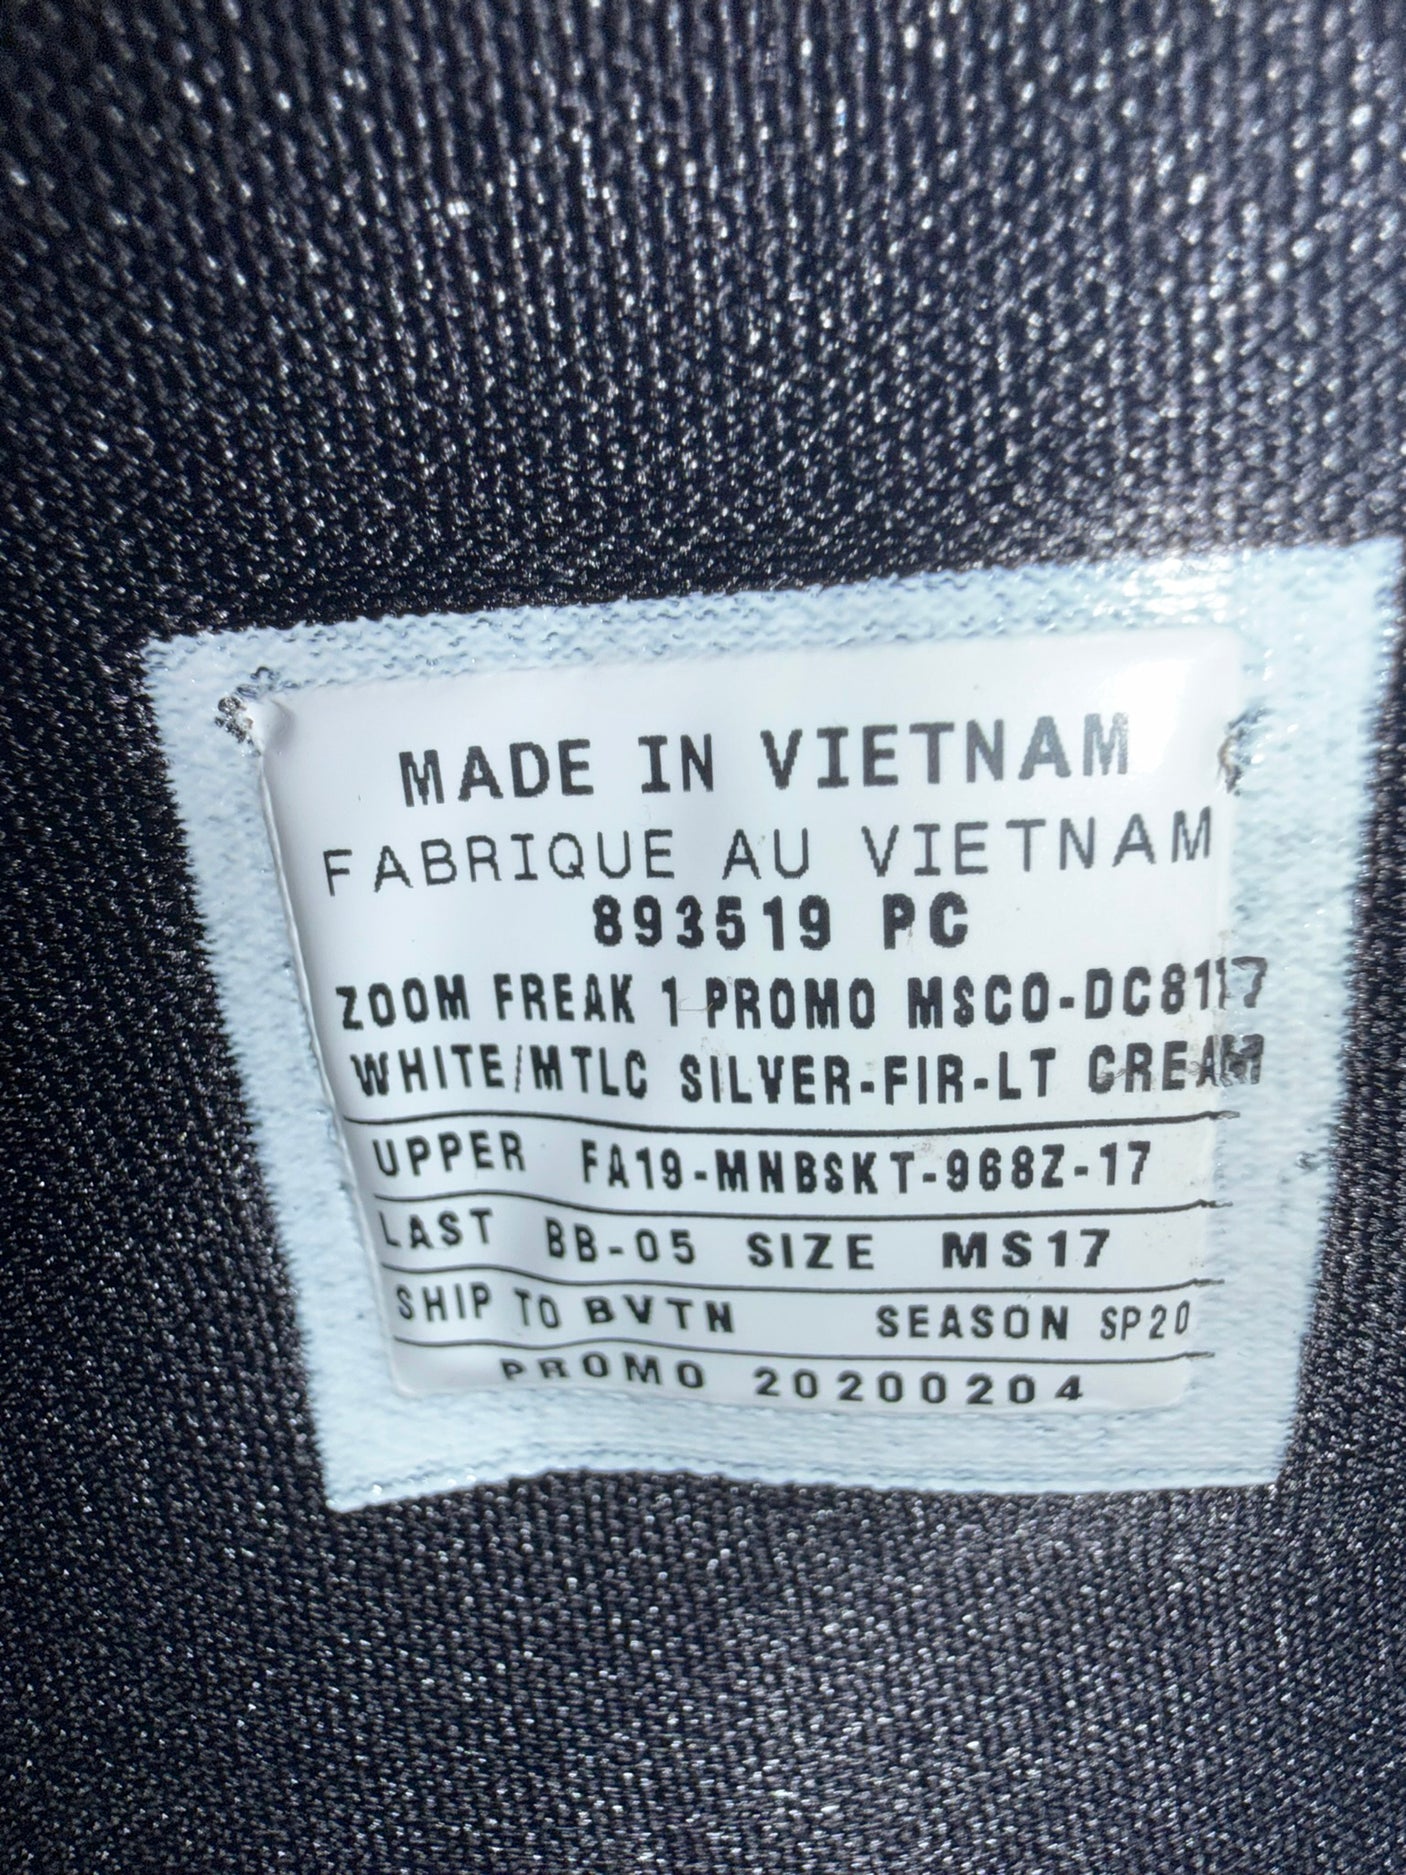 MADE IN VIETNAM
FABRIQUE AU VIETNAM
893519 PC
ZOOM FREAK 1 PROMO MSCO-DC8117
WHITE/MTLC SILVER-FIR-LT CREAM
UPPER FA19-MNBSKT-968Z-17
LAST BB-05 SIZE MS17
SHIP TO BVTN SEASON SP20
PROMO 20200204